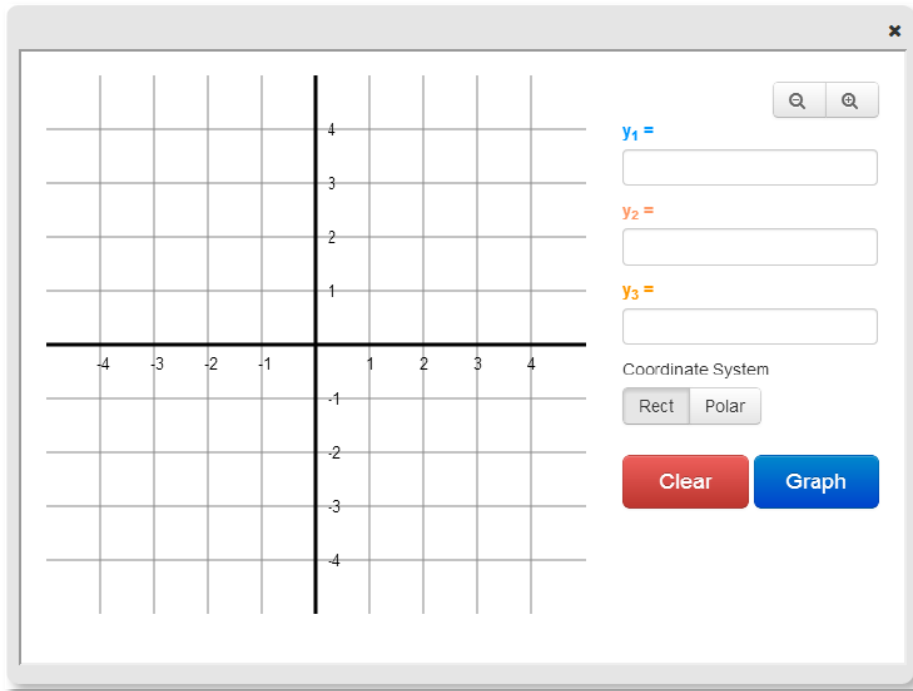 y₁ =
4
3
y₂ =
2
1
y₃ =
-4 -3 -2 -1 1 2 3 4
Coordinate System
-1
Rect Polar
-2
Clear Graph
-3
-4